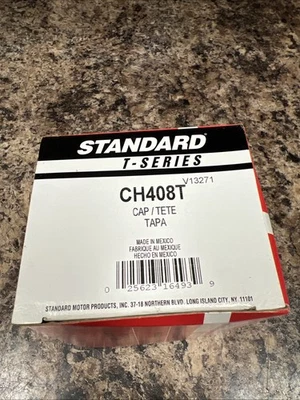 STANDARD
T-SERIES
V13271
CH408T
CAP / TETE
TAPA
MADE IN MEXICO
FABRIQUE AU MEXIQUE
HECHO EN MEXICO
0 25623 16493 9
STANDARD MOTOR PRODUCTS, INC. 37-18 NORTHERN BLVD. LONG ISLAND CITY, NY. 11101